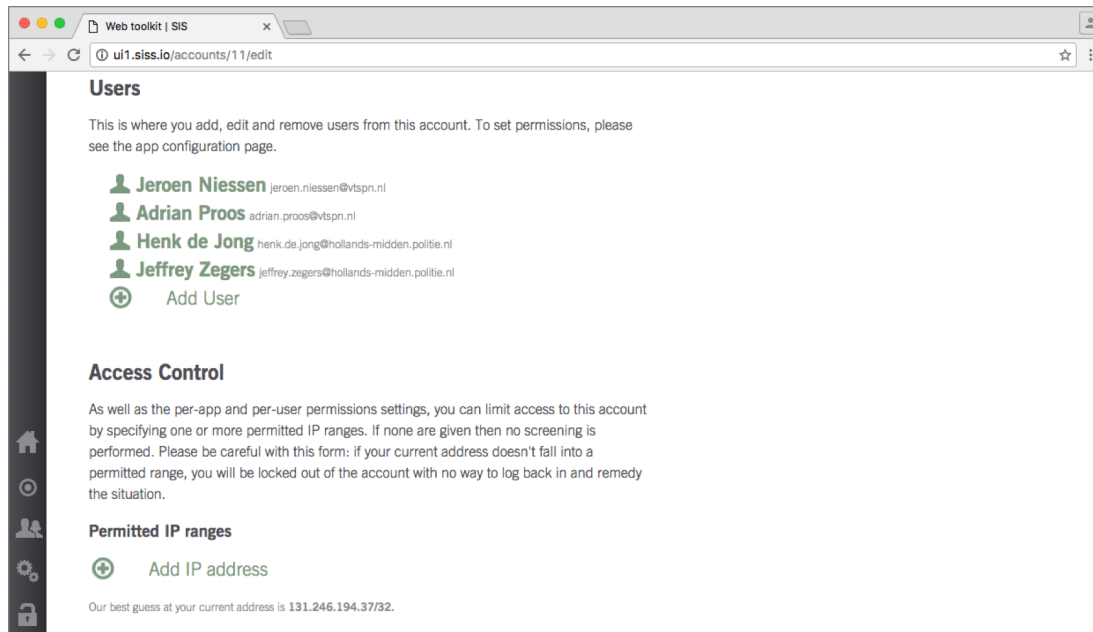 Web toolkit | SIS
ui1.siss.io/accounts/11/edit
Users
This is where you add, edit and remove users from this account. To set permissions, please
see the app configuration page.
Jeroen Niessen jeroen.niessen@vtspn.nl
Adrian Proos adrian.proos@vtspn.nl
Henk de Jong henk.de.jong@hollands-midden.politie.nl
Jeffrey Zegers jeffrey.zegers@hollands-midden.politie.nl
Add User
Access Control
As well as the per-app and per-user permissions settings, you can limit access to this account
by specifying one or more permitted IP ranges. If none are given then no screening is
performed. Please be careful with this form: if your current address doesn't fall into a
permitted range, you will be locked out of the account with no way to log back in and remedy
the situation.
Permitted IP ranges
Add IP address
Our best guess at your current address is 131.246.194.37/32.